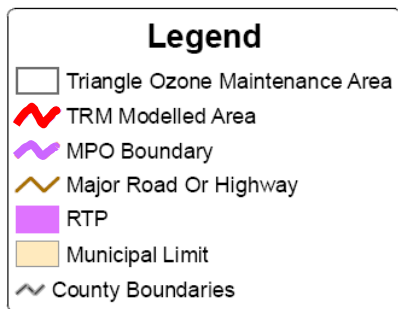 Legend
Triangle Ozone Maintenance Area
TRM Modelled Area
MPO Boundary
Major Road Or Highway
RTP
Municipal Limit
County Boundaries